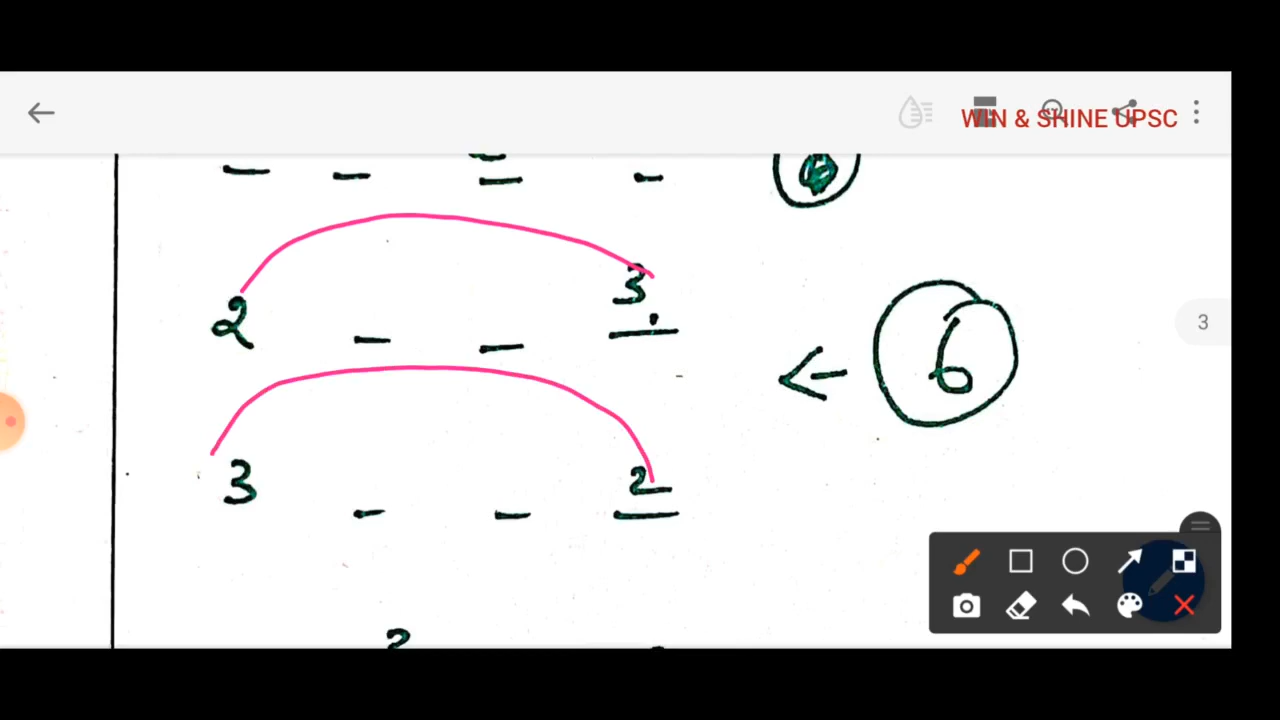 WIN & SHINE UPSC
_ _ _ _
2 _ _ 3
3
<- 6
3 _ _ 2